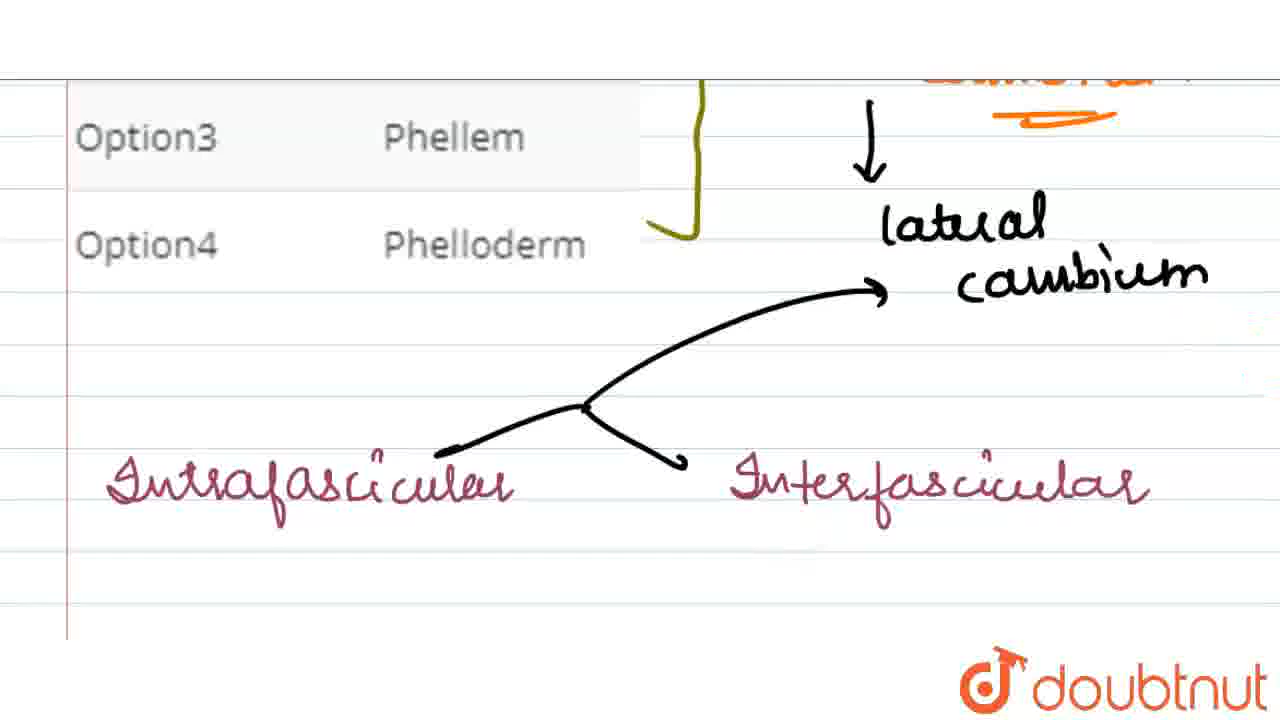 Option3 Phellem
lateral
Option4 Phelloderm
cambium
Intrafascicular Interfascicular
doubtnut